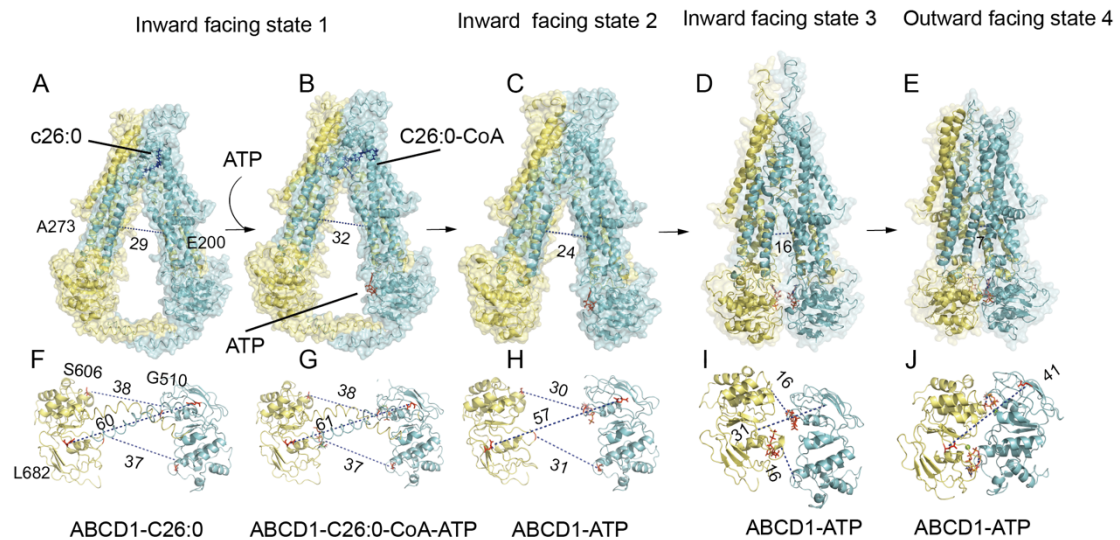 Inward facing state 1
Inward facing state 2
Inward facing state 3
Outward facing state 4
A
B
C
D
E
c26:0
ATP
C26:0-CoA
A273
29
E200
32
24
16
7
ATP
F
G
H
I
J
S606
38
G510
60
37
L682
38
61
37
30
57
31
16
31
16
41
ABCD1-C26:0
ABCD1-C26:0-CoA-ATP
ABCD1-ATP
ABCD1-ATP
ABCD1-ATP